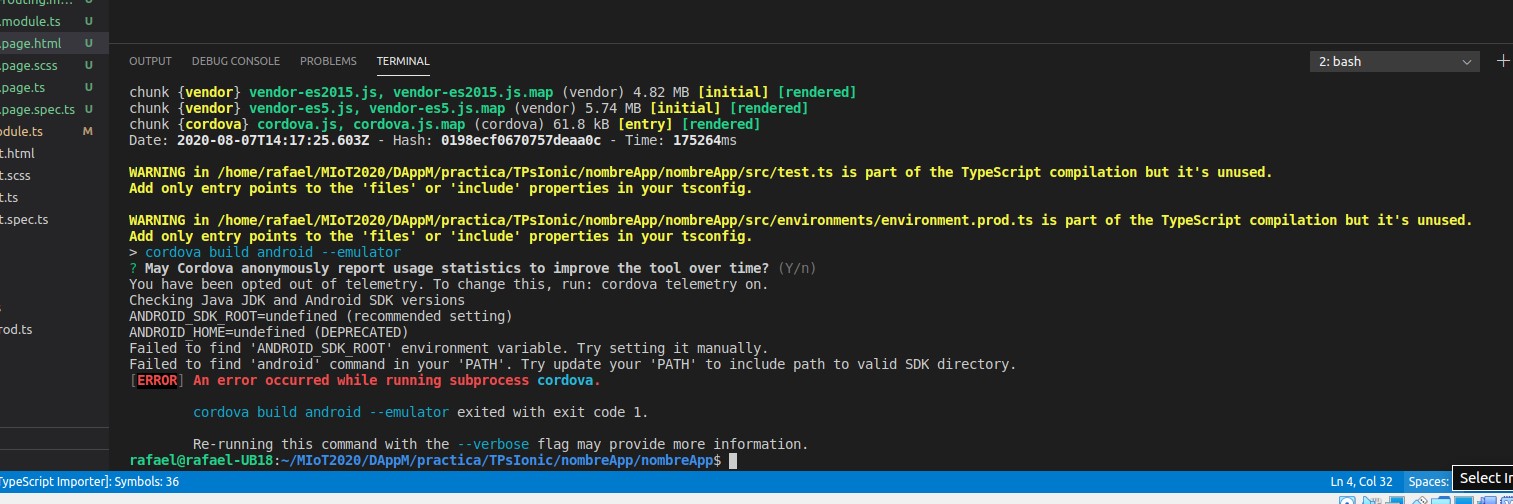 routing.m... U
.module.ts U
.page.html U
.page.scss U
.page.ts U
.page.spec.ts U
odule.ts M
t.html
t.scss
t.ts
t.spec.ts
rod.ts
OUTPUT DEBUG CONSOLE PROBLEMS TERMINAL 2: bash
chunk {vendor} vendor-es2015.js, vendor-es2015.js.map (vendor) 4.82 MB [initial] [rendered]
chunk {vendor} vendor-es5.js, vendor-es5.js.map (vendor) 5.74 MB [initial] [rendered]
chunk {cordova} cordova.js, cordova.js.map (cordova) 61.8 kB [entry] [rendered]
Date: 2020-08-07T14:17:25.603Z - Hash: 0198ecf0670757deaa0c - Time: 175264ms
WARNING in /home/rafael/MIoT2020/DAppM/practica/TPsIonic/nombreApp/nombreApp/src/test.ts is part of the TypeScript compilation but it's unused.
Add only entry points to the 'files' or 'include' properties in your tsconfig.
WARNING in /home/rafael/MIoT2020/DAppM/practica/TPsIonic/nombreApp/nombreApp/src/environments/environment.prod.ts is part of the TypeScript compilation but it's unused.
Add only entry points to the 'files' or 'include' properties in your tsconfig.
> cordova build android --emulator
? May Cordova anonymously report usage statistics to improve the tool over time? (Y/n)
You have been opted out of telemetry. To change this, run: cordova telemetry on.
Checking Java JDK and Android SDK versions
ANDROID_SDK_ROOT=undefined (recommended setting)
ANDROID_HOME=undefined (DEPRECATED)
Failed to find 'ANDROID_SDK_ROOT' environment variable. Try setting it manually.
Failed to find 'android' command in your 'PATH'. Try update your 'PATH' to include path to valid SDK directory.
[ERROR] An error occurred while running subprocess cordova.
cordova build android --emulator exited with exit code 1.
Re-running this command with the --verbose flag may provide more information.
rafael@rafael-UB18:~/MIoT2020/DAppM/practica/TPsIonic/nombreApp/nombreApp$
TypeScript Importer]: Symbols: 36 Ln 4, Col 32 Spaces: Select In